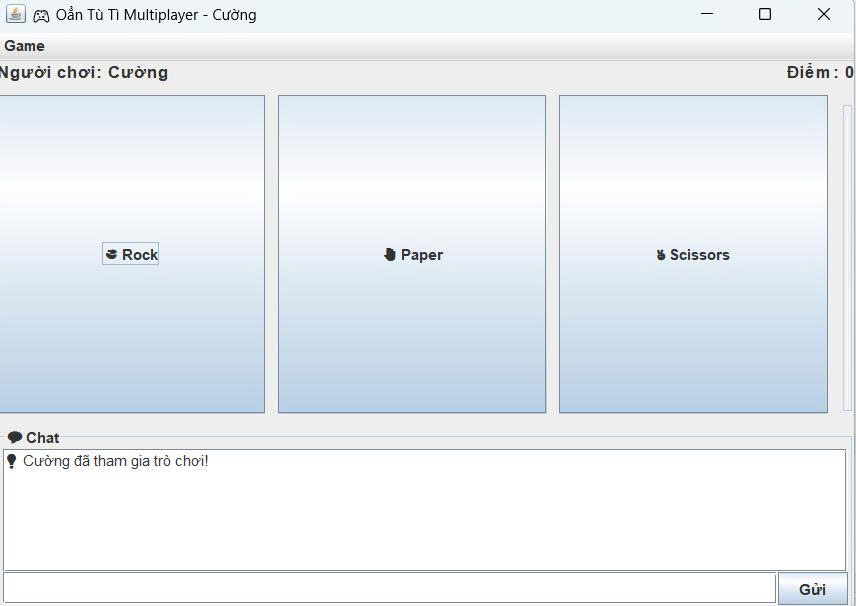 Oẳn Tù Tì Multiplayer - Cường
Game
Người chơi: Cường
Điểm: 0
Rock
Paper
Scissors
Chat
Cường đã tham gia trò chơi!
Gửi